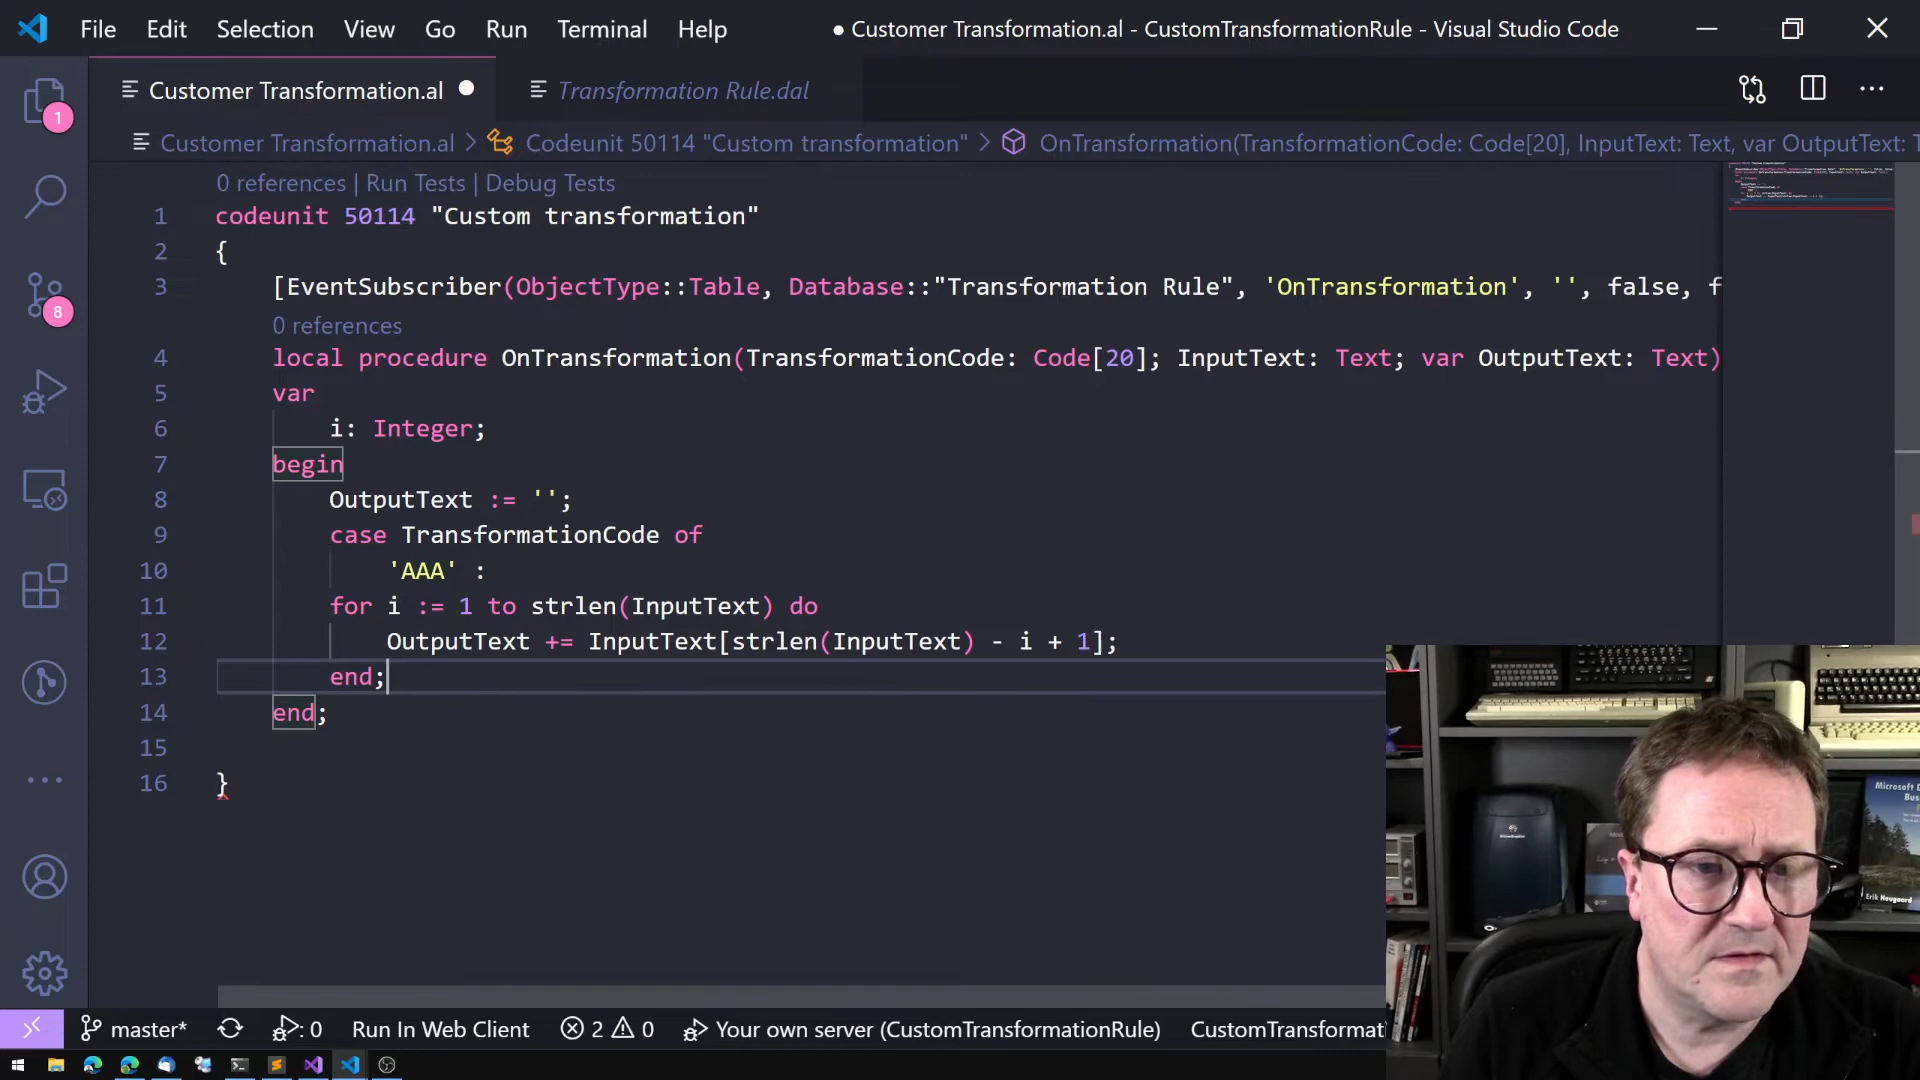 File Edit Selection View Go Run Terminal Help ● Customer Transformation.al - CustomTransformationRule - Visual Studio Code
Customer Transformation.al ● Transformation Rule.dal
Customer Transformation.al > Codeunit 50114 "Custom transformation" > OnTransformation(TransformationCode: Code[20], InputText: Text, var OutputText: T
0 references | Run Tests | Debug Tests
1 codeunit 50114 "Custom transformation"
2 {
3 [EventSubscriber(ObjectType::Table, Database::"Transformation Rule", 'OnTransformation', '', false, f
0 references
4 local procedure OnTransformation(TransformationCode: Code[20]; InputText: Text; var OutputText: Text)
5 var
6 i: Integer;
7 begin
8 OutputText := '';
9 case TransformationCode of
10 'AAA' :
11 for i := 1 to strlen(InputText) do
12 OutputText += InputText[strlen(InputText) - i + 1];
13 end;
14 end;
15
16 }
1
8
Microsoft D
Bus
Erik Hougaard
master* : 0 Run In Web Client 2 0 Your own server (CustomTransformationRule) CustomTransformat